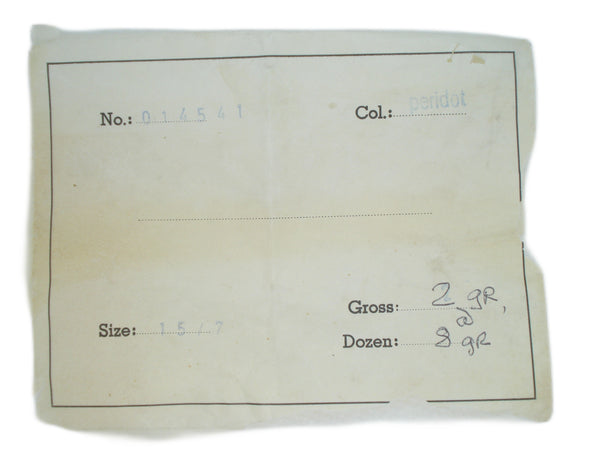 No.: 014541 Col.: peridot
Gross: 2 gR,
@
Size: 15/7
Dozen: 8 gR